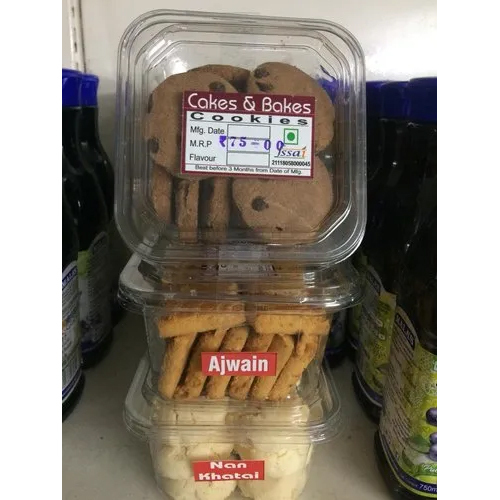 Cakes & Bakes
Cookies
Mfg. Date
M.R.P ₹75-00
Flavour
fssai
21118058000045
Best before 3 Months from Date of Mfg.
Ajwain
Nan
Khatai
750ml